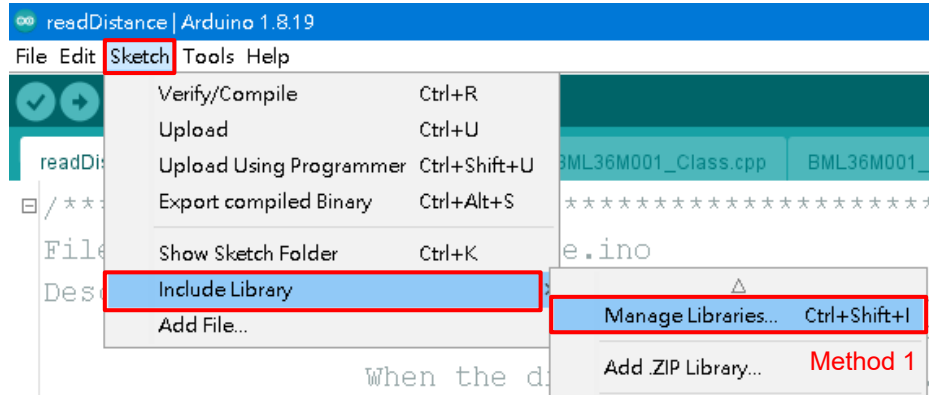 readDistance | Arduino 1.8.19
File Edit Sketch Tools Help
Verify/Compile Ctrl+R
Upload Ctrl+U
readDis BML36M001_Class.cpp BML36M001_
Upload Using Programmer Ctrl+Shift+U
/*** **********************
Export compiled Binary Ctrl+Alt+S
File e.ino
Show Sketch Folder Ctrl+K
Desc
Include Library
Manage Libraries... Ctrl+Shift+I
Add File...
When the di
Add .ZIP Library... Method 1